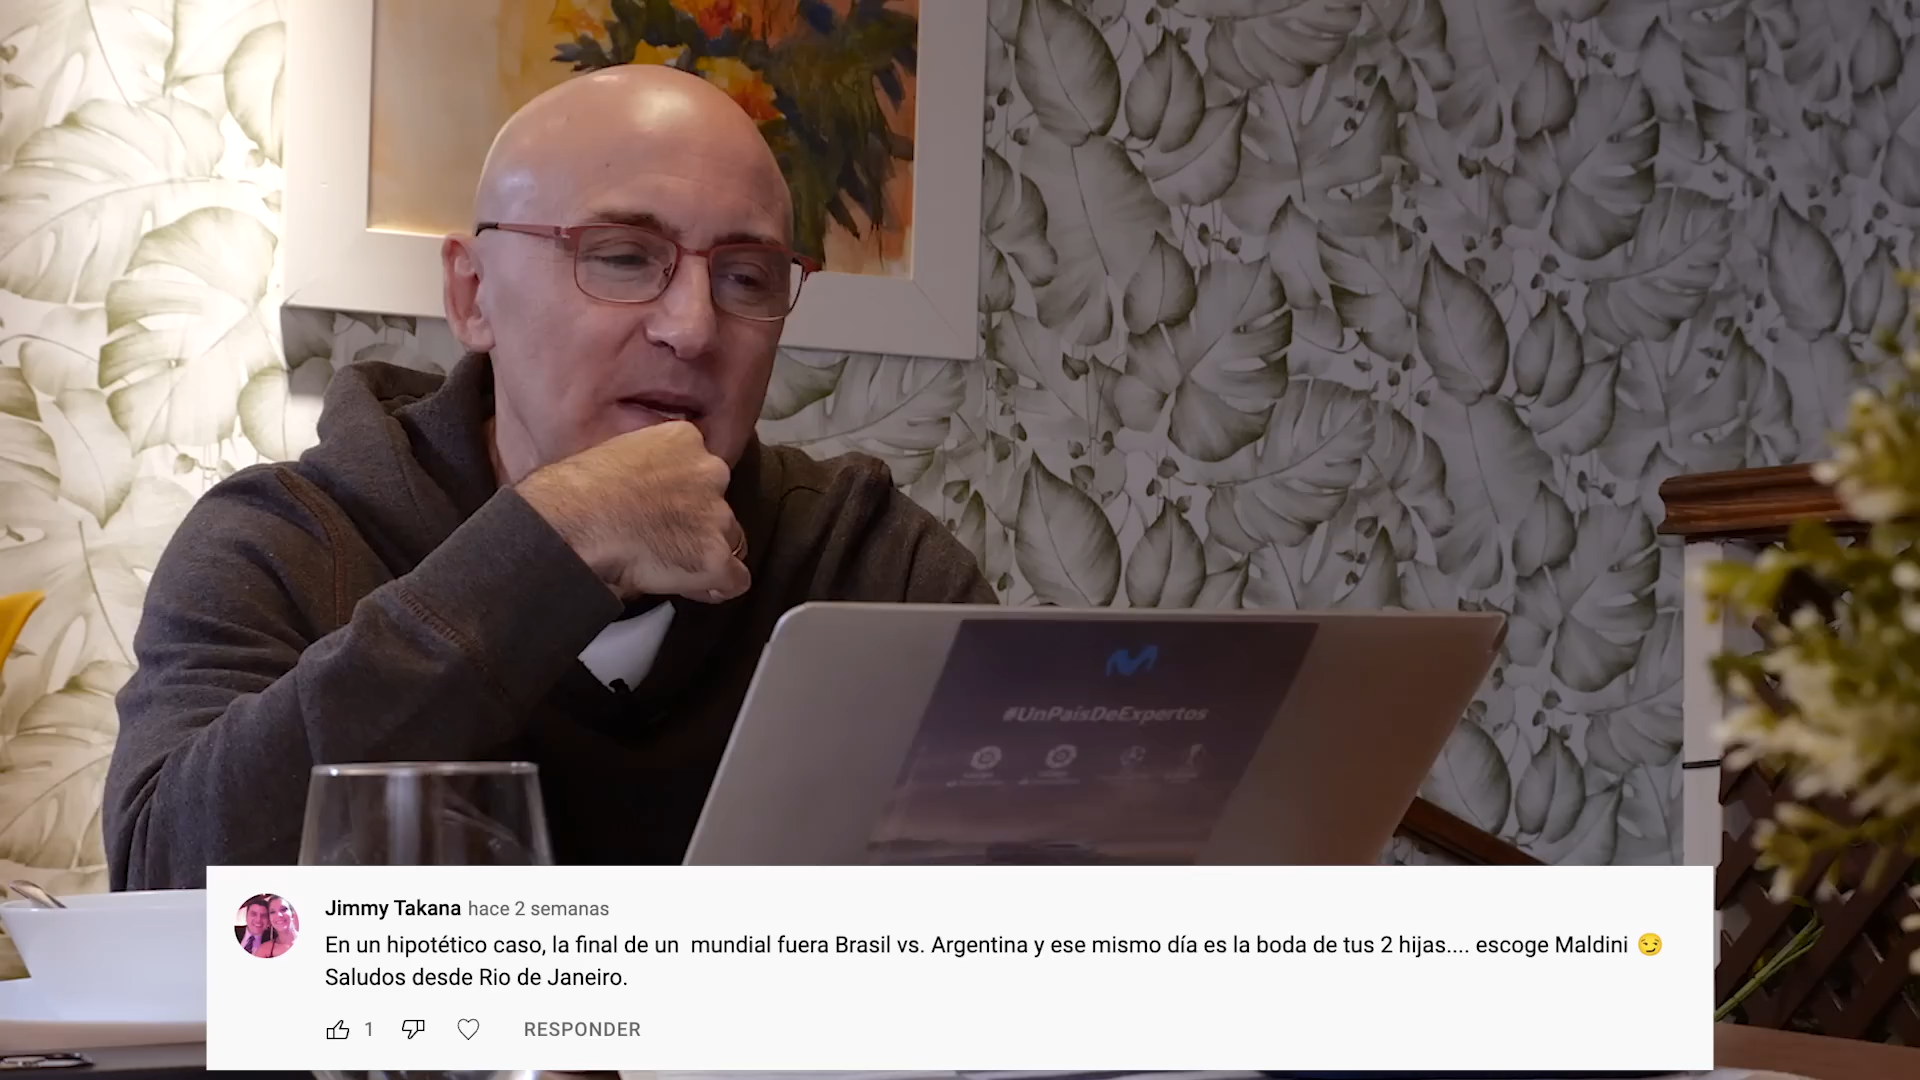 #UnPaísDeExpertos
Jimmy Takana hace 2 semanas
En un hipotético caso, la final de un  mundial fuera Brasil vs. Argentina y ese mismo día es la boda de tus 2 hijas.... escoge Maldini 😏
Saludos desde Rio de Janeiro.
1
RESPONDER